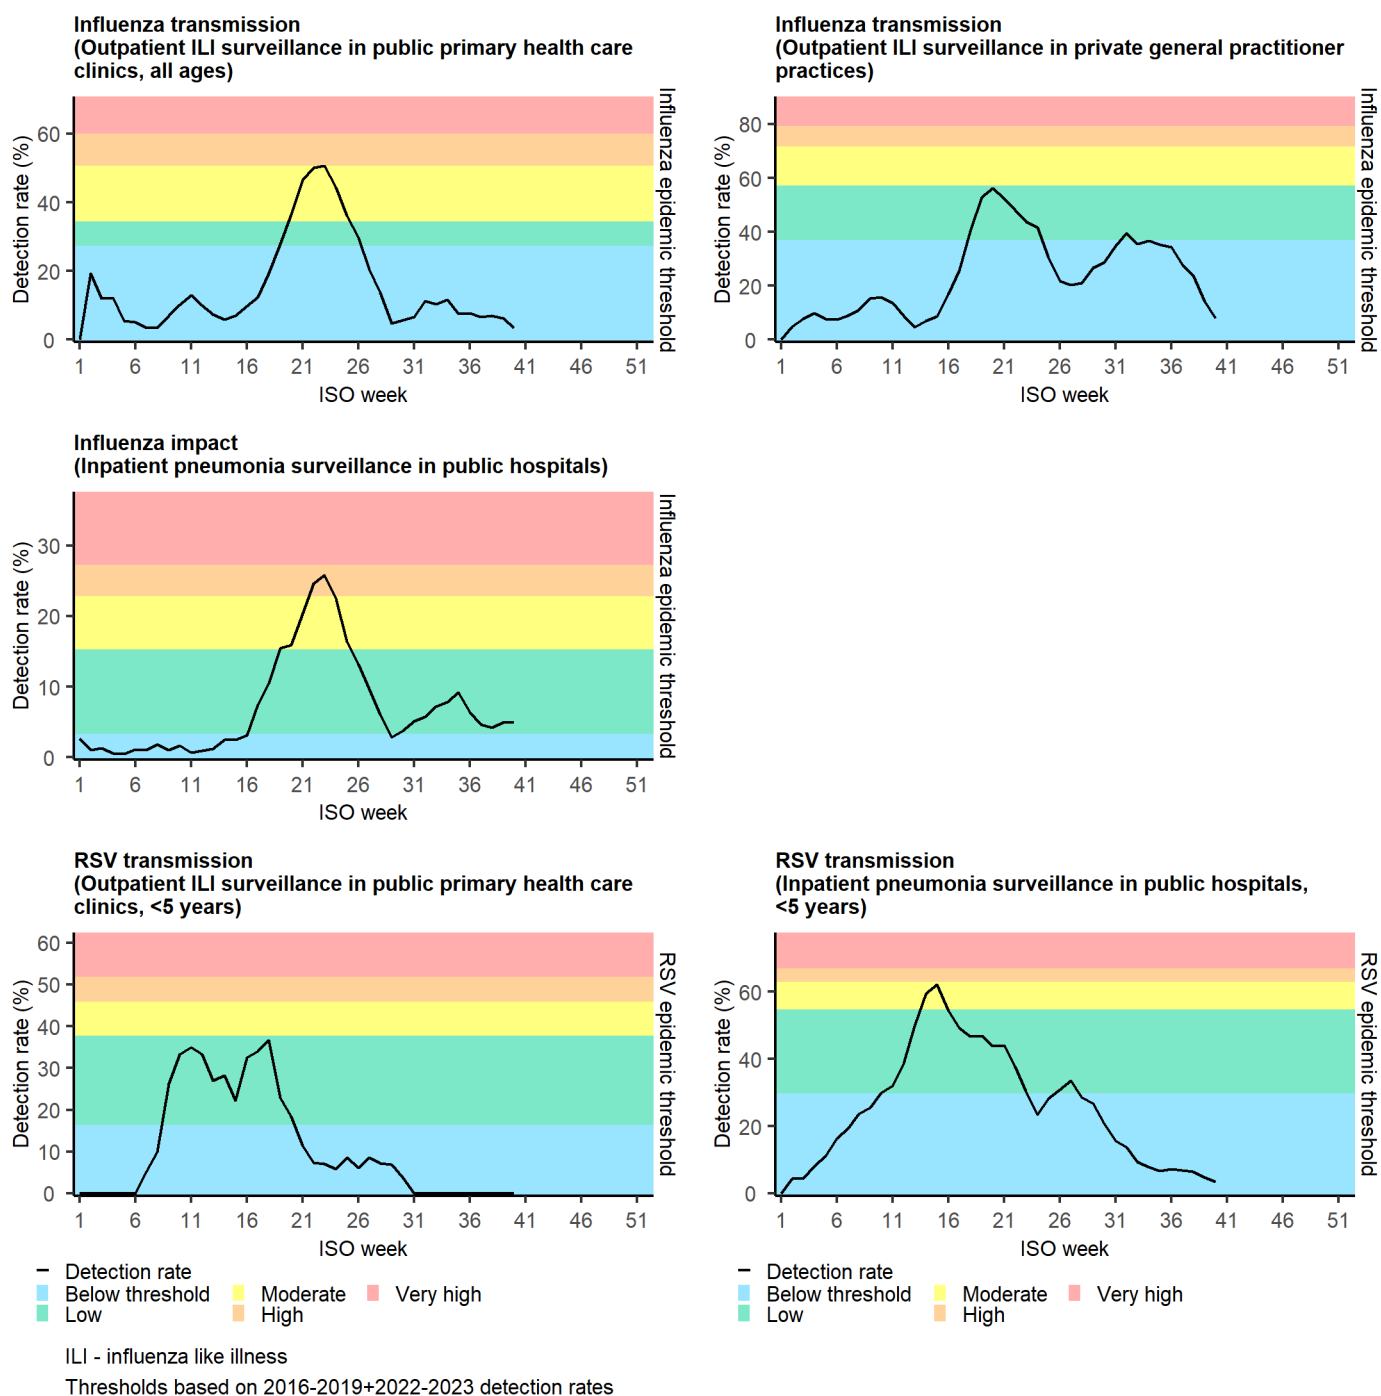 Influenza transmission
(Outpatient ILI surveillance in public primary health care
clinics, all ages)
Detection rate (%)
60
40
20
0
1 6 11 16 21 26 31 36 41 46 51
ISO week
Influenza epidemic threshold
Influenza transmission
(Outpatient ILI surveillance in private general practitioner
practices)
Detection rate (%)
80
60
40
20
0
1 6 11 16 21 26 31 36 41 46 51
ISO week
Influenza epidemic threshold
Influenza impact
(Inpatient pneumonia surveillance in public hospitals)
Detection rate (%)
30
20
10
0
1 6 11 16 21 26 31 36 41 46 51
ISO week
Influenza epidemic threshold
RSV transmission
(Outpatient ILI surveillance in public primary health care
clinics, <5 years)
Detection rate (%)
60
50
40
30
20
10
0
1 6 11 16 21 26 31 36 41 46 51
ISO week
RSV epidemic threshold
Detection rate
Below threshold Moderate Very high
Low High
RSV transmission
(Inpatient pneumonia surveillance in public hospitals,
<5 years)
Detection rate (%)
60
40
20
0
1 6 11 16 21 26 31 36 41 46 51
ISO week
RSV epidemic threshold
Detection rate
Below threshold Moderate Very high
Low High
ILI - influenza like illness
Thresholds based on 2016-2019+2022-2023 detection rates